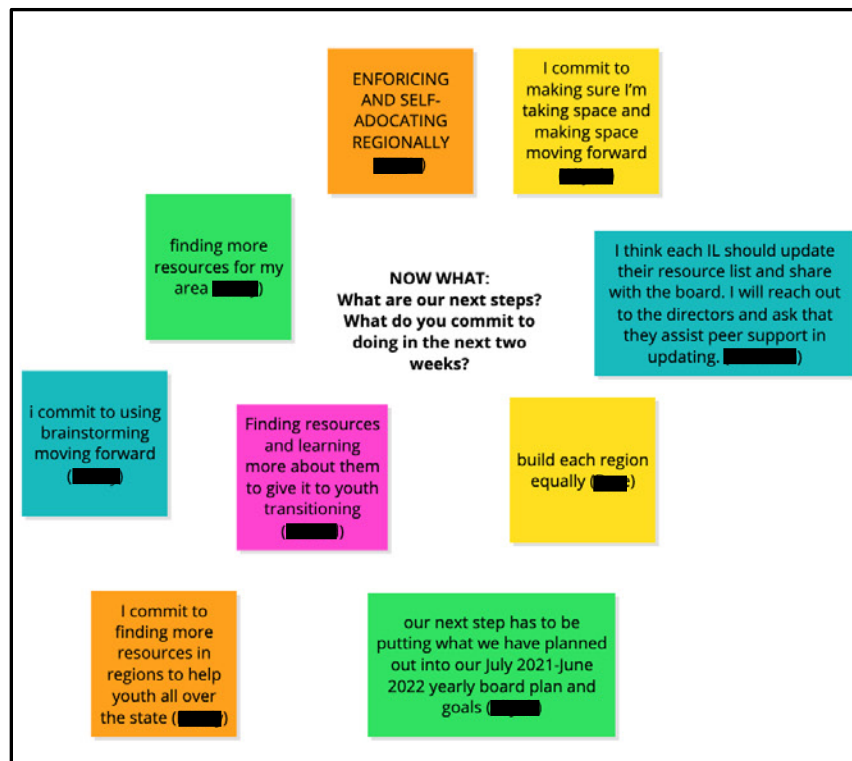 ENFORICING
AND SELF-
ADOCATING
REGIONALLY
I commit to
making sure I'm
taking space and
making space
moving forward
(       )
finding more
resources for my
area        )
NOW WHAT:
What are our next steps?
What do you commit to
doing in the next two
weeks?
I think each IL should update
their resource list and share
with the board. I will reach out
to the directors and ask that
they assist peer support in
updating. (       )
i commit to using
brainstorming
moving forward
(       )
Finding resources
and learning
more about them
to give it to youth
transitioning
(       )
build each region
equally (       )
I commit to
finding more
resources in
regions to help
youth all over
the state (       )
our next step has to be
putting what we have planned
out into our July 2021-June
2022 yearly board plan and
goals (       )